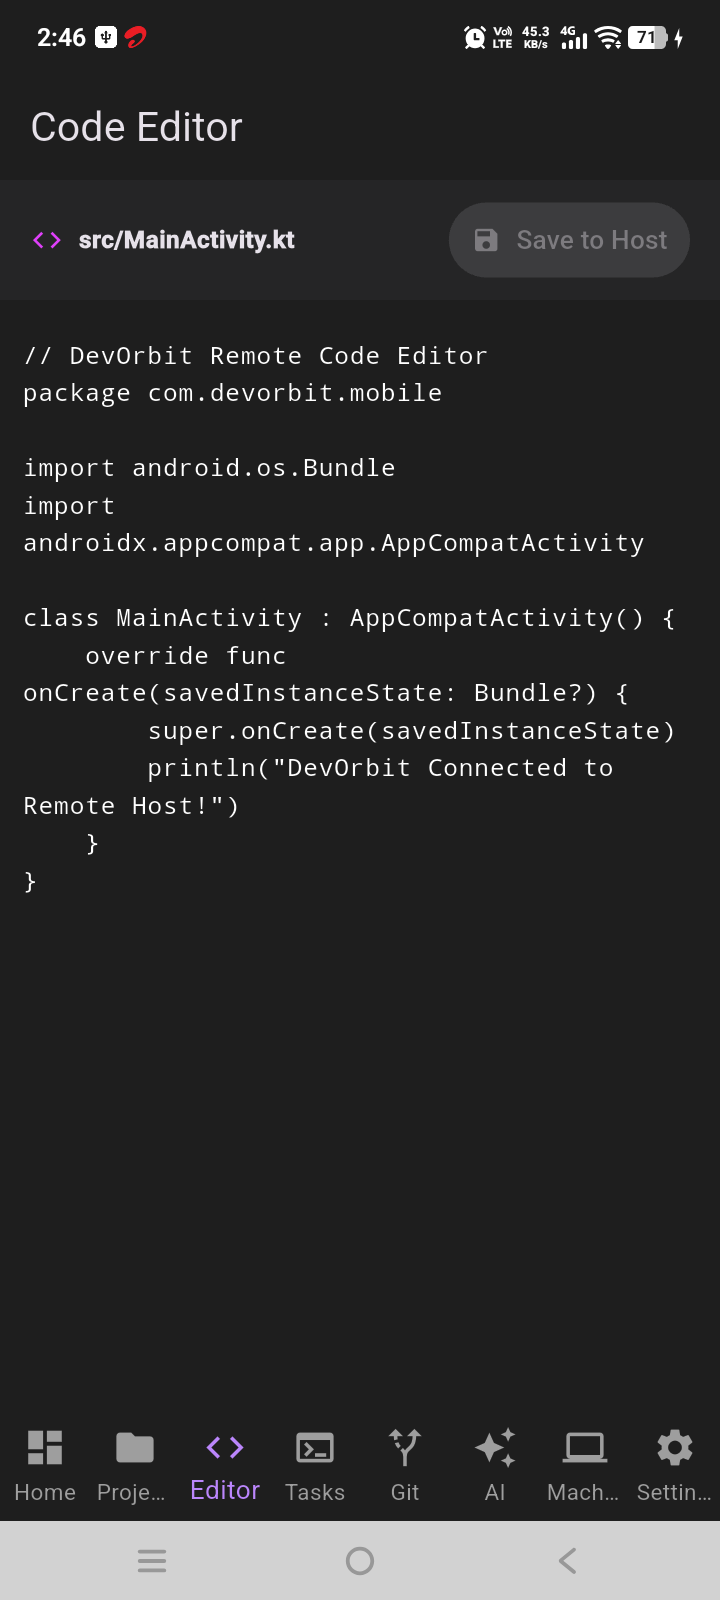 2:46
Vo) LTE
45.3 KB/s
4G
71
Code Editor
src/MainActivity.kt
Save to Host
// DevOrbit Remote Code Editor
package com.devorbit.mobile
import android.os.Bundle
import
androidx.appcompat.app.AppCompatActivity
class MainActivity : AppCompatActivity() {
    override func
onCreate(savedInstanceState: Bundle?) {
        super.onCreate(savedInstanceState)
        println("DevOrbit Connected to
Remote Host!")
    }
}
Home Proje... Editor Tasks Git AI Mach... Settin...